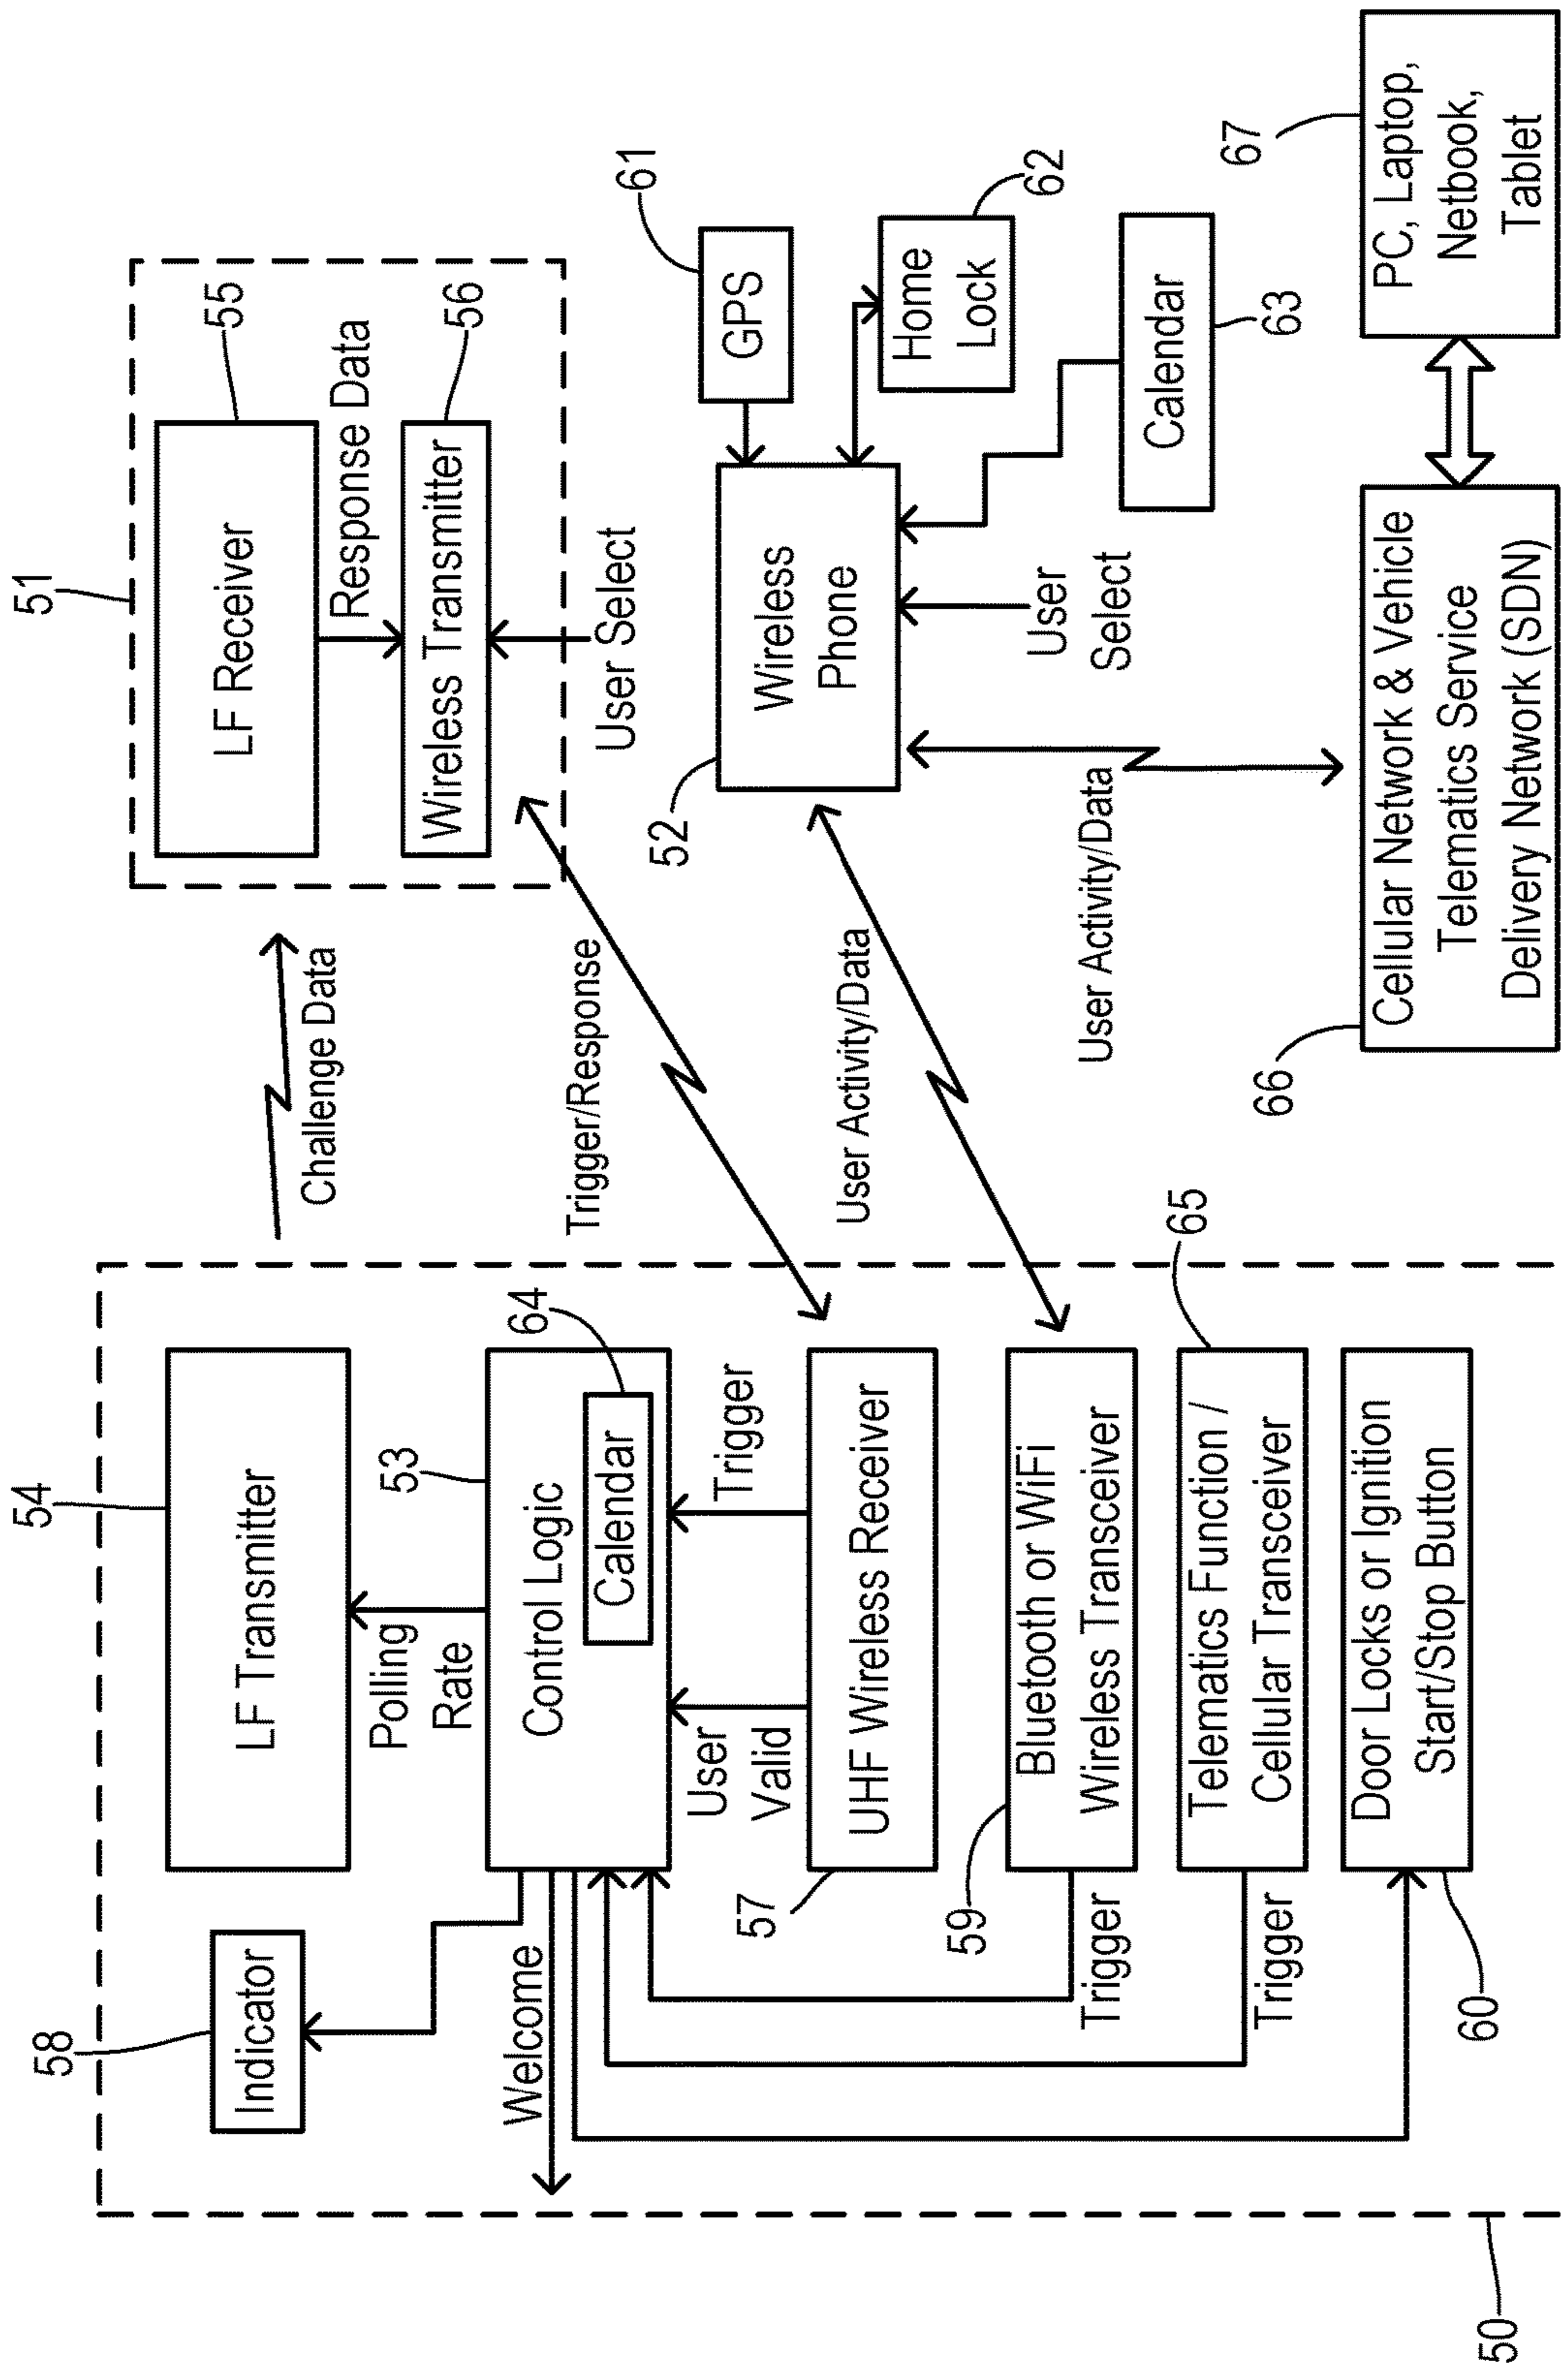 58
Indicator
54
LF Transmitter
Polling
Rate
53
Control Logic
64
Calendar
Welcome
User
Valid
Trigger
57
UHF Wireless Receiver
59
Bluetooth or WiFi
Wireless Transceiver
Trigger
65
Telematics Function /
Cellular Transceiver
Trigger
Door Locks or Ignition
Start/Stop Button
60
50
Challenge Data
Trigger/Response
User Activity/Data
51
LF Receiver
55
Response Data
Wireless Transmitter
56
User Select
52
Wireless
Phone
61
GPS
Home
Lock
62
User
Select
Calendar
63
User Activity/Data
66
Cellular Network & Vehicle
Telematics Service
Delivery Network (SDN)
67
PC, Laptop,
Netbook,
Tablet